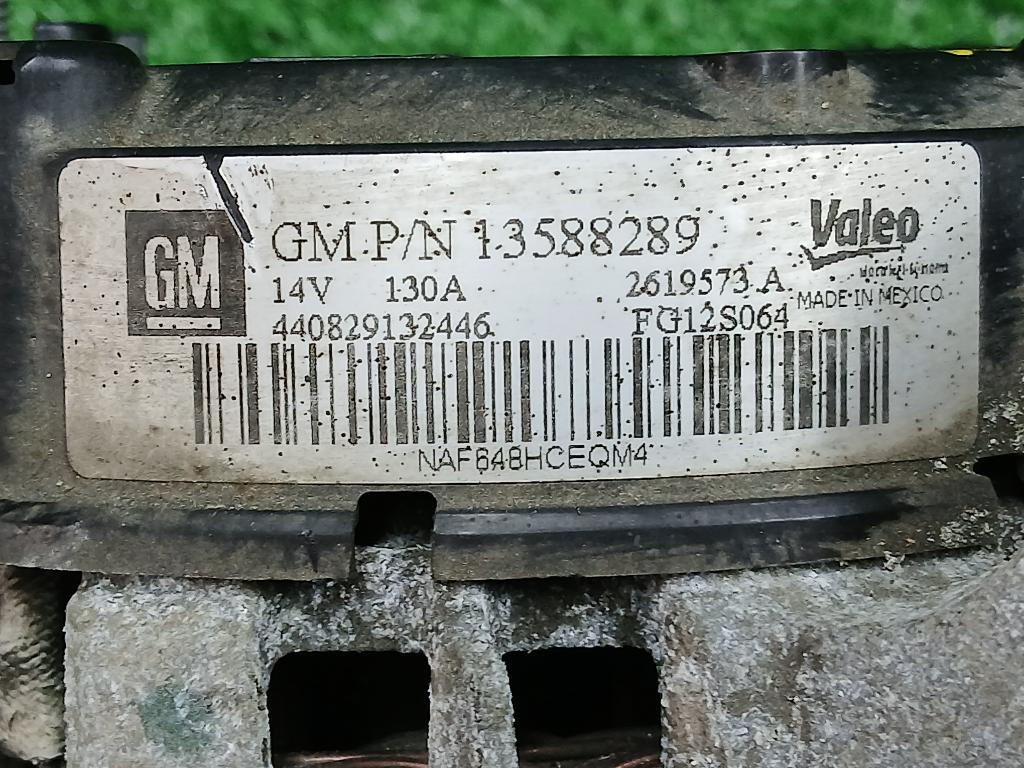 GM
GM P/N 13588289
Valeo
14V 130A 2619573 A
MADE IN MEXICO
440829132446 FG12S064
NAF648HCEQM4